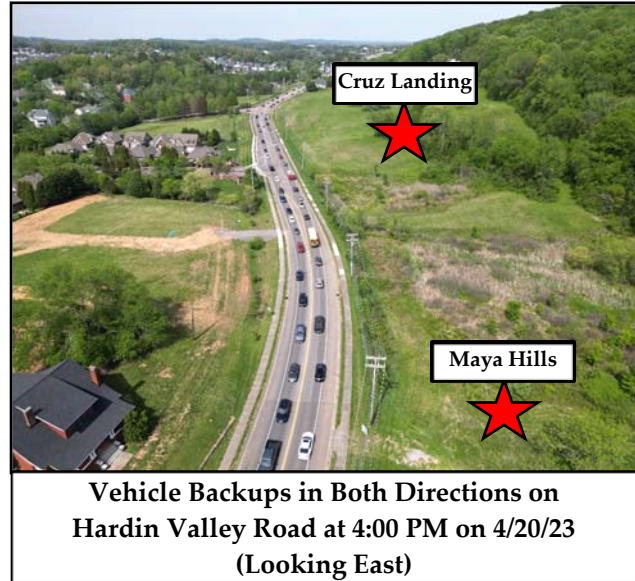 Cruz Landing
Maya Hills
Vehicle Backups in Both Directions on
Hardin Valley Road at 4:00 PM on 4/20/23
(Looking East)